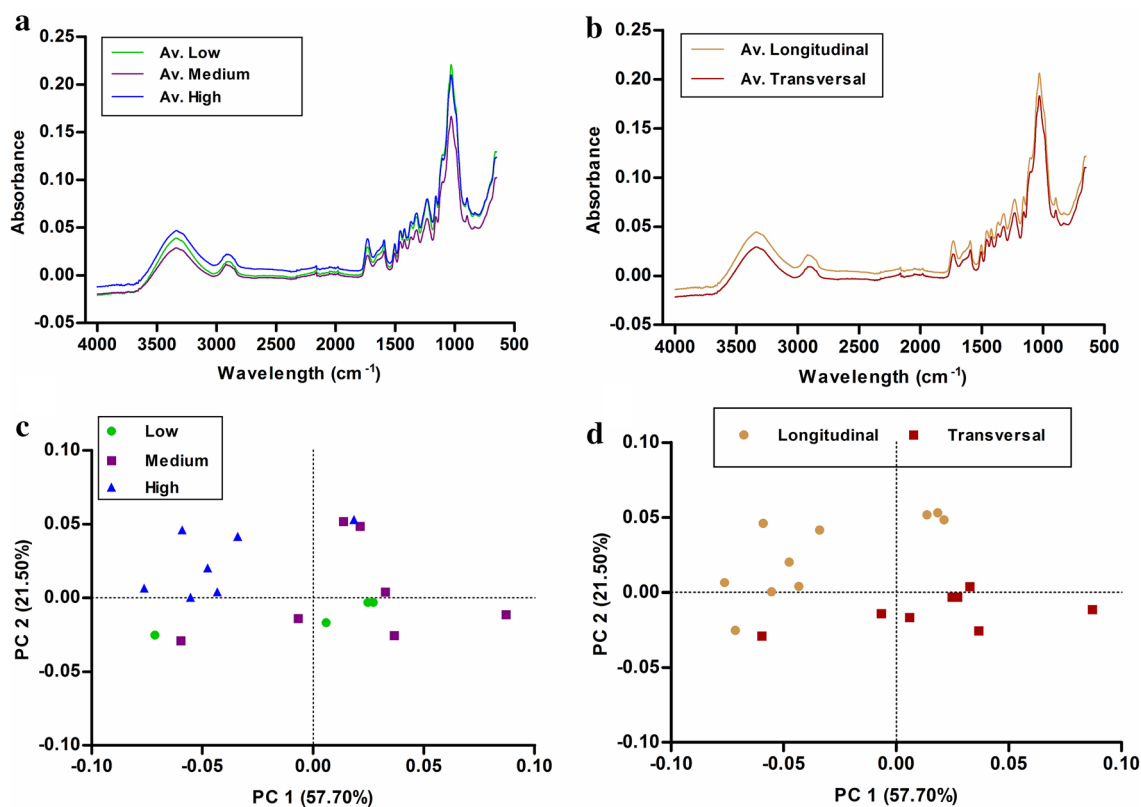 a
Av. Low
Av. Medium
Av. High
0.25
0.20
0.15
0.10
0.05
0.00
-0.05
Absorbance
4000 3500 3000 2500 2000 1500 1000 500
Wavelength (cm⁻¹)
b
Av. Longitudinal
Av. Transversal
0.25
0.20
0.15
0.10
0.05
0.00
-0.05
Absorbance
4000 3500 3000 2500 2000 1500 1000 500
Wavelength (cm⁻¹)
c
Low
Medium
High
0.10
0.05
0.00
-0.05
-0.10
PC 2 (21.50%)
-0.10 -0.05 0.00 0.05 0.10
PC 1 (57.70%)
d
Longitudinal Transversal
0.10
0.05
0.00
-0.05
-0.10
PC 2 (21.50%)
-0.10 -0.05 0.00 0.05 0.10
PC 1 (57.70%)